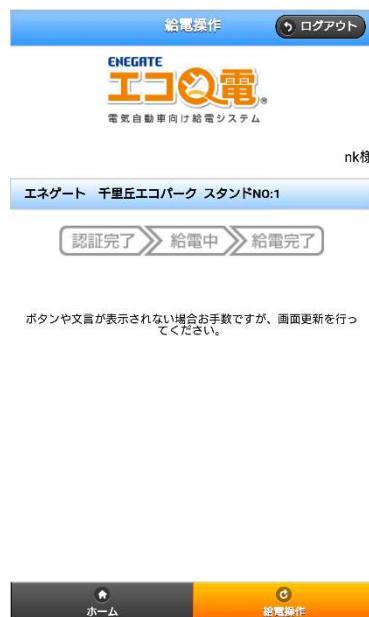 給電操作
ログアウト
ENEGATE
エコQ電®
電気自動車向け給電システム
nk様
エネゲート 千里丘エコパーク スタンドNO:1
認証完了 給電中 給電完了
ボタンや文言が表示されない場合お手数ですが、画面更新を行っ
てください。
ホーム
給電操作